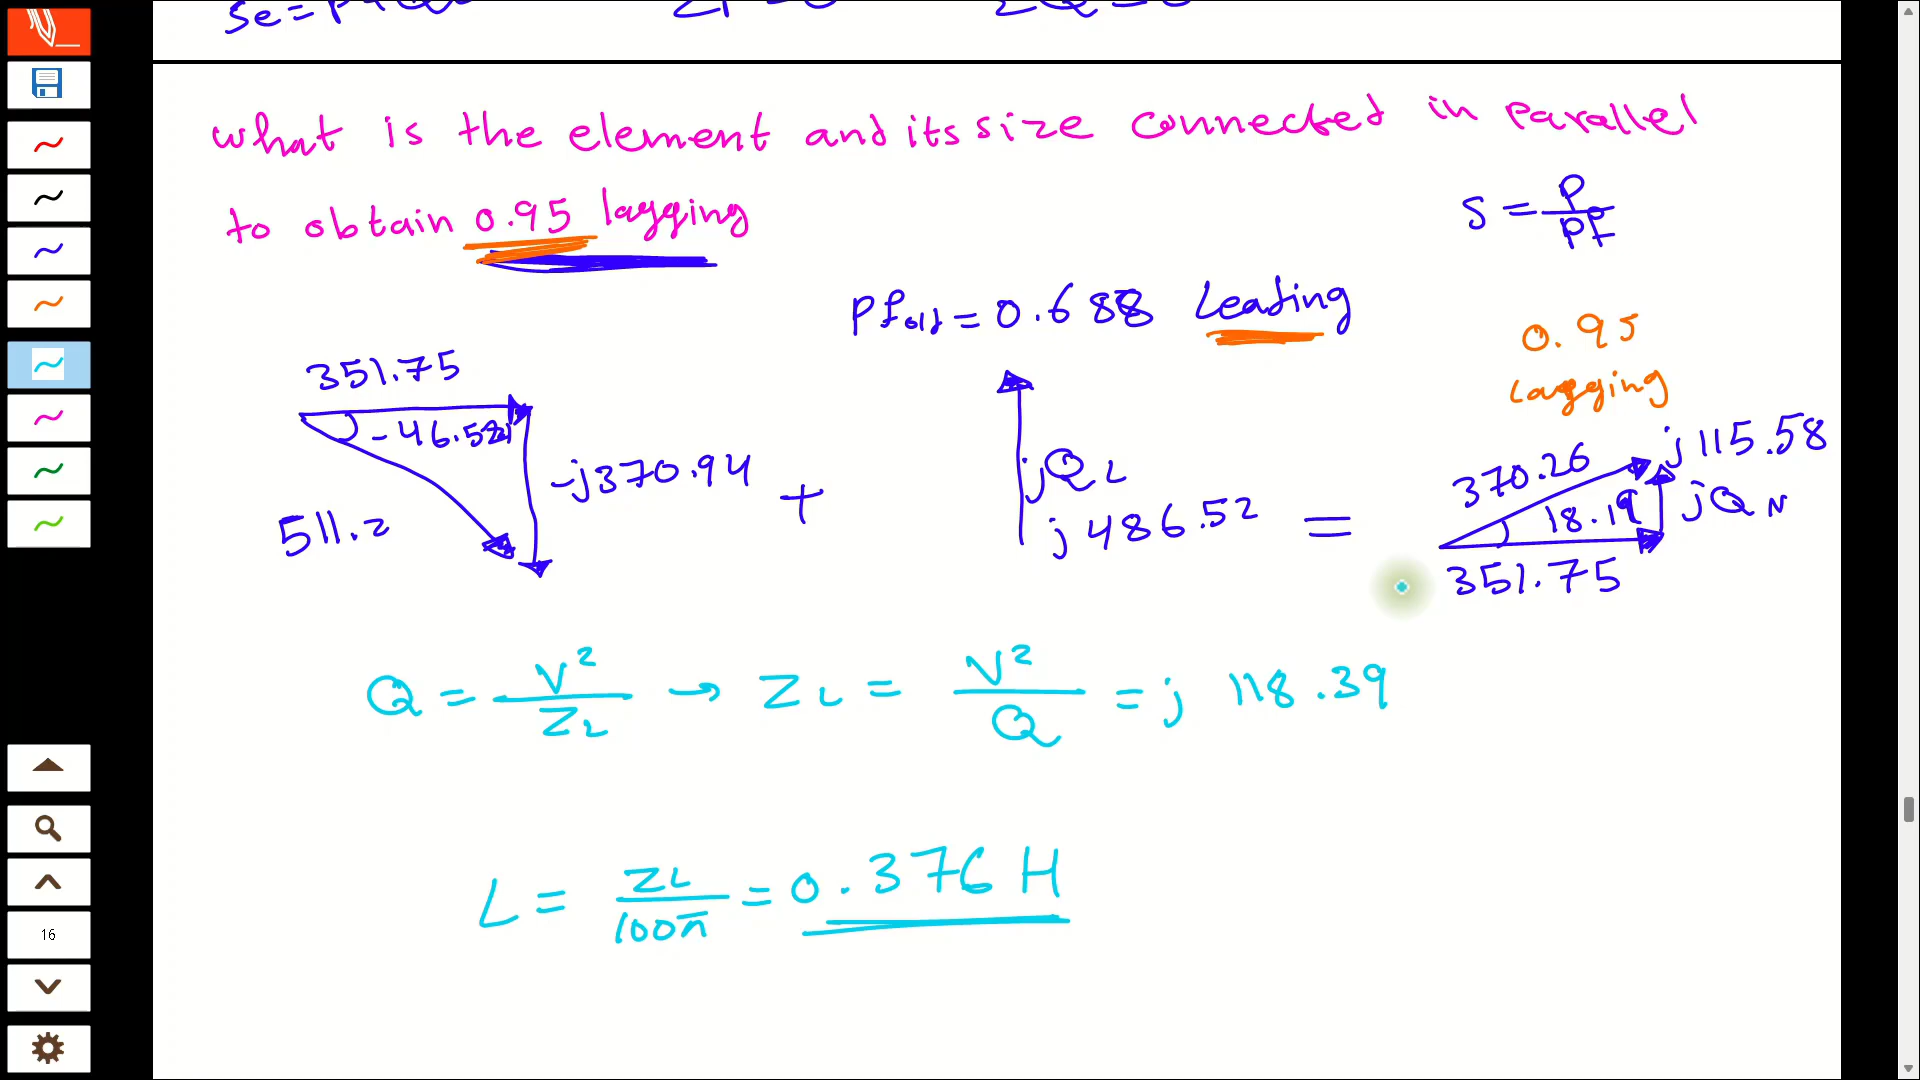 what is the element and its size connected in parallel
to obtain 0.95 lagging
S = P / Pf
Pf old = 0.688 Leading
0.95
lagging
351.75
-46.52
-j370.94
511.2
+
jQL
j486.52
=
370.26
j115.58
18.19
jQN
351.75
Q = V² / ZL → ZL = V² / Q = j 118.39
L = ZL / 100π = 0.376 H
16